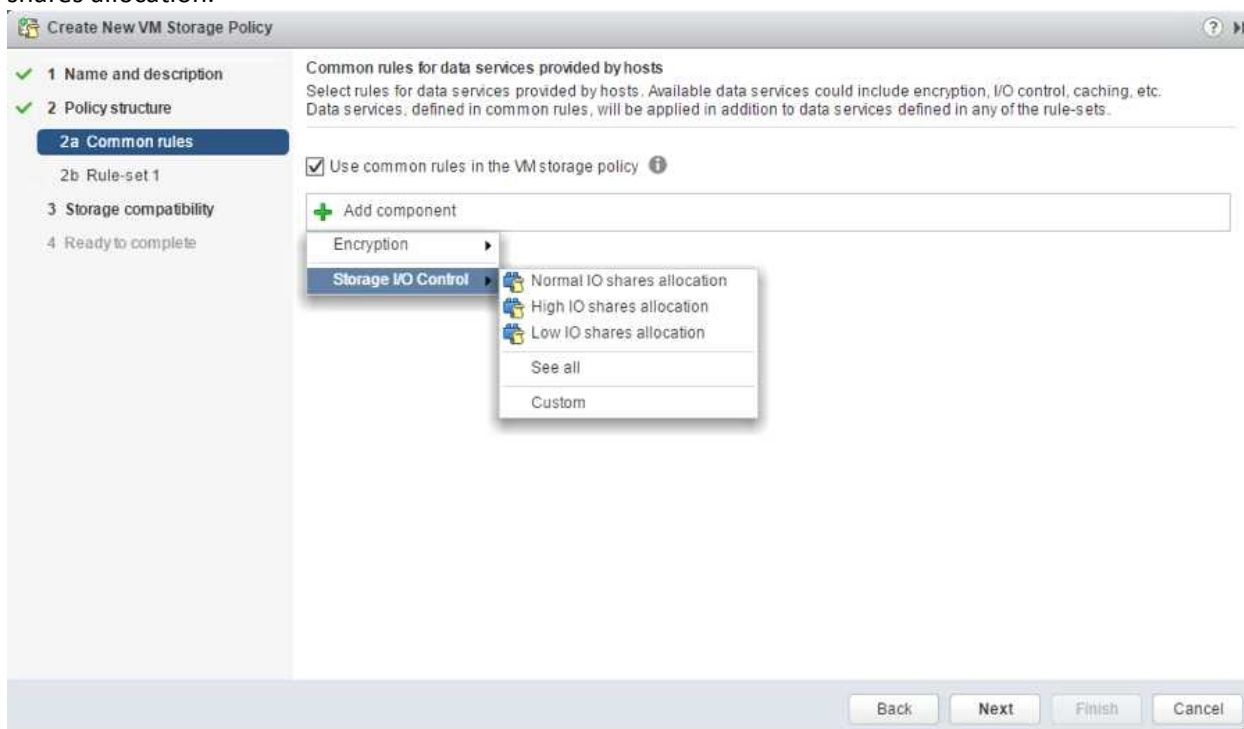 shares allocation.
Create New VM Storage Policy
1 Name and description
2 Policy structure
2a Common rules
2b Rule-set 1
3 Storage compatibility
4 Ready to complete
Common rules for data services provided by hosts
Select rules for data services provided by hosts. Available data services could include encryption, I/O control, caching, etc.
Data services, defined in common rules, will be applied in addition to data services defined in any of the rule-sets.
Use common rules in the VM storage policy
Add component
Encryption
Storage I/O Control
Normal IO shares allocation
High IO shares allocation
Low IO shares allocation
See all
Custom
Back
Next
Finish
Cancel